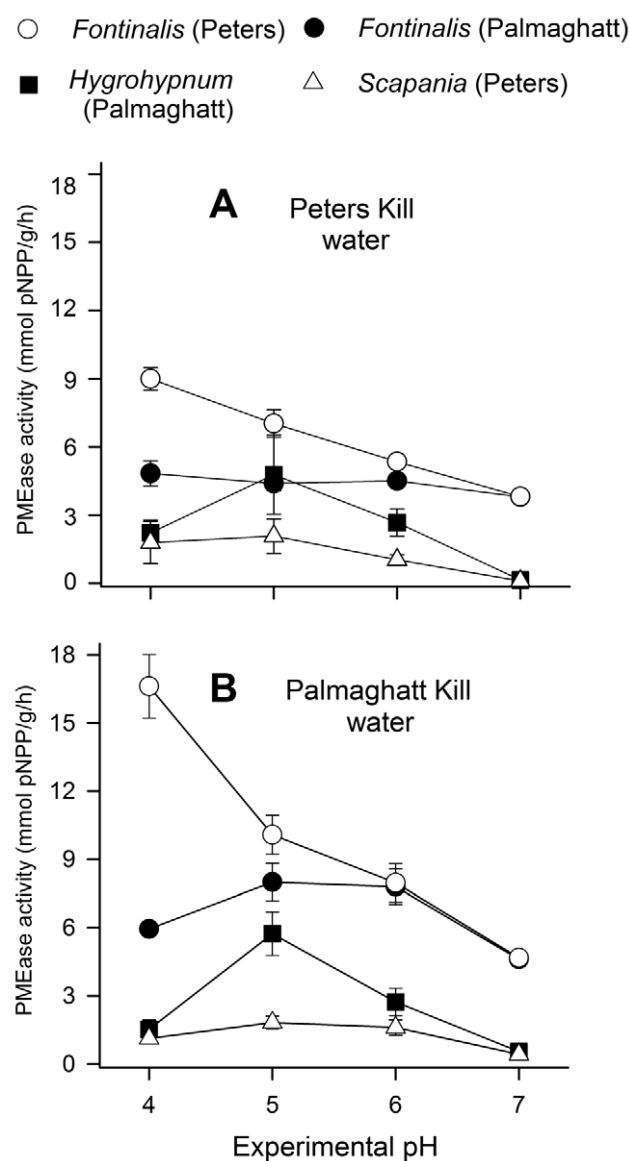 Fontinalis (Peters) Fontinalis (Palmaghatt)
Hygrohypnum Scapania (Peters)
(Palmaghatt)
18
A Peters Kill
water
15
12
9
6
3
0
PMEase activity (mmol pNPP/g/h)
18
B Palmaghatt Kill
water
15
12
9
6
3
0
PMEase activity (mmol pNPP/g/h)
4 5 6 7
Experimental pH